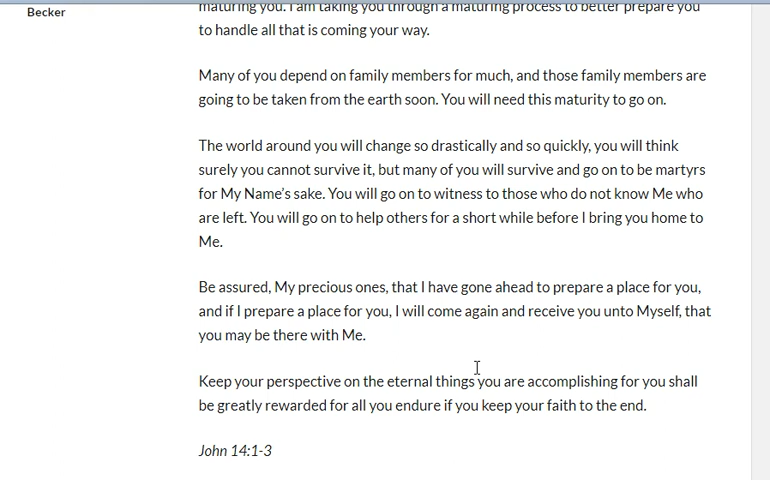 Becker
maturing you. I am taking you through a maturing process to better prepare you
to handle all that is coming your way.
Many of you depend on family members for much, and those family members are
going to be taken from the earth soon. You will need this maturity to go on.
The world around you will change so drastically and so quickly, you will think
surely you cannot survive it, but many of you will survive and go on to be martyrs
for My Name’s sake. You will go on to witness to those who do not know Me who
are left. You will go on to help others for a short while before I bring you home to
Me.
Be assured, My precious ones, that I have gone ahead to prepare a place for you,
and if I prepare a place for you, I will come again and receive you unto Myself, that
you may be there with Me.
Keep your perspective on the eternal things you are accomplishing for you shall
be greatly rewarded for all you endure if you keep your faith to the end.
John 14:1-3